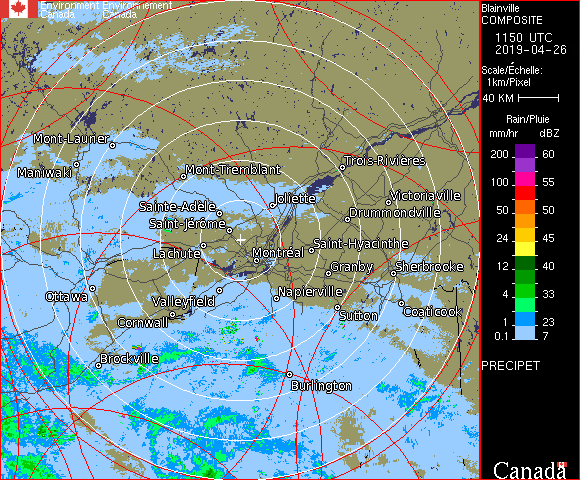 Environment Environnement
Canada Canada
Blainville
COMPOSITE
1150 UTC
2019-04-26
Scale/Échelle:
1km/Pixel
40 KM
Rain/Pluie
mm/hr dBZ
200 60
100 55
50 50
24 45
12 40
4 33
1 23
0.1 7
PRECIPET
Canada
Mont-Laurier
Maniwaki
Mont-Tremblant
Trois-Rivières
Sainte-Adèle
Joliette
Victoriaville
Drummondville
Saint-Jérôme
Lachute
Montréal
Saint-Hyacinthe
Granby
Sherbrooke
Ottawa
Valleyfield
Napierville
Sutton
Coaticook
Cornwall
Brockville
Burlington